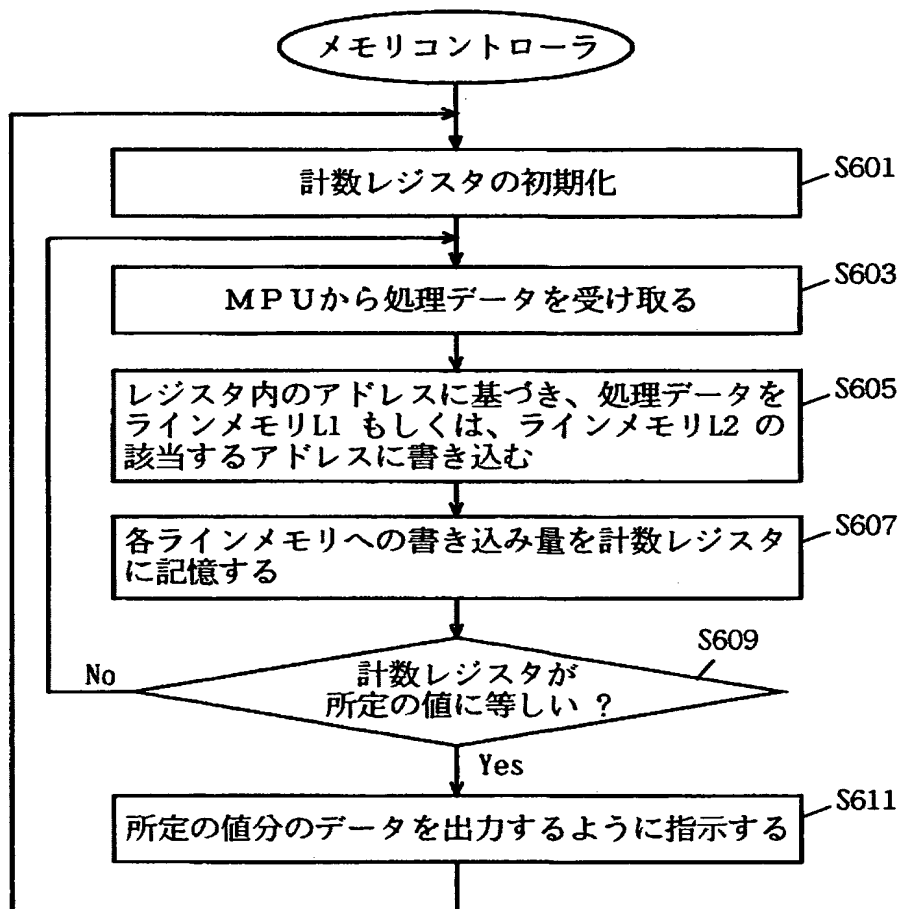 メモリコントローラ
計数レジスタの初期化
S601
MPUから処理データを受け取る
S603
レジスタ内のアドレスに基づき、処理データを
ラインメモリL1 もしくは、ラインメモリL2 の
該当するアドレスに書き込む
S605
各ラインメモリへの書き込み量を計数レジスタ
に記憶する
S607
計数レジスタが
所定の値に等しい ?
S609
No
Yes
所定の値分のデータを出力するように指示する
S611